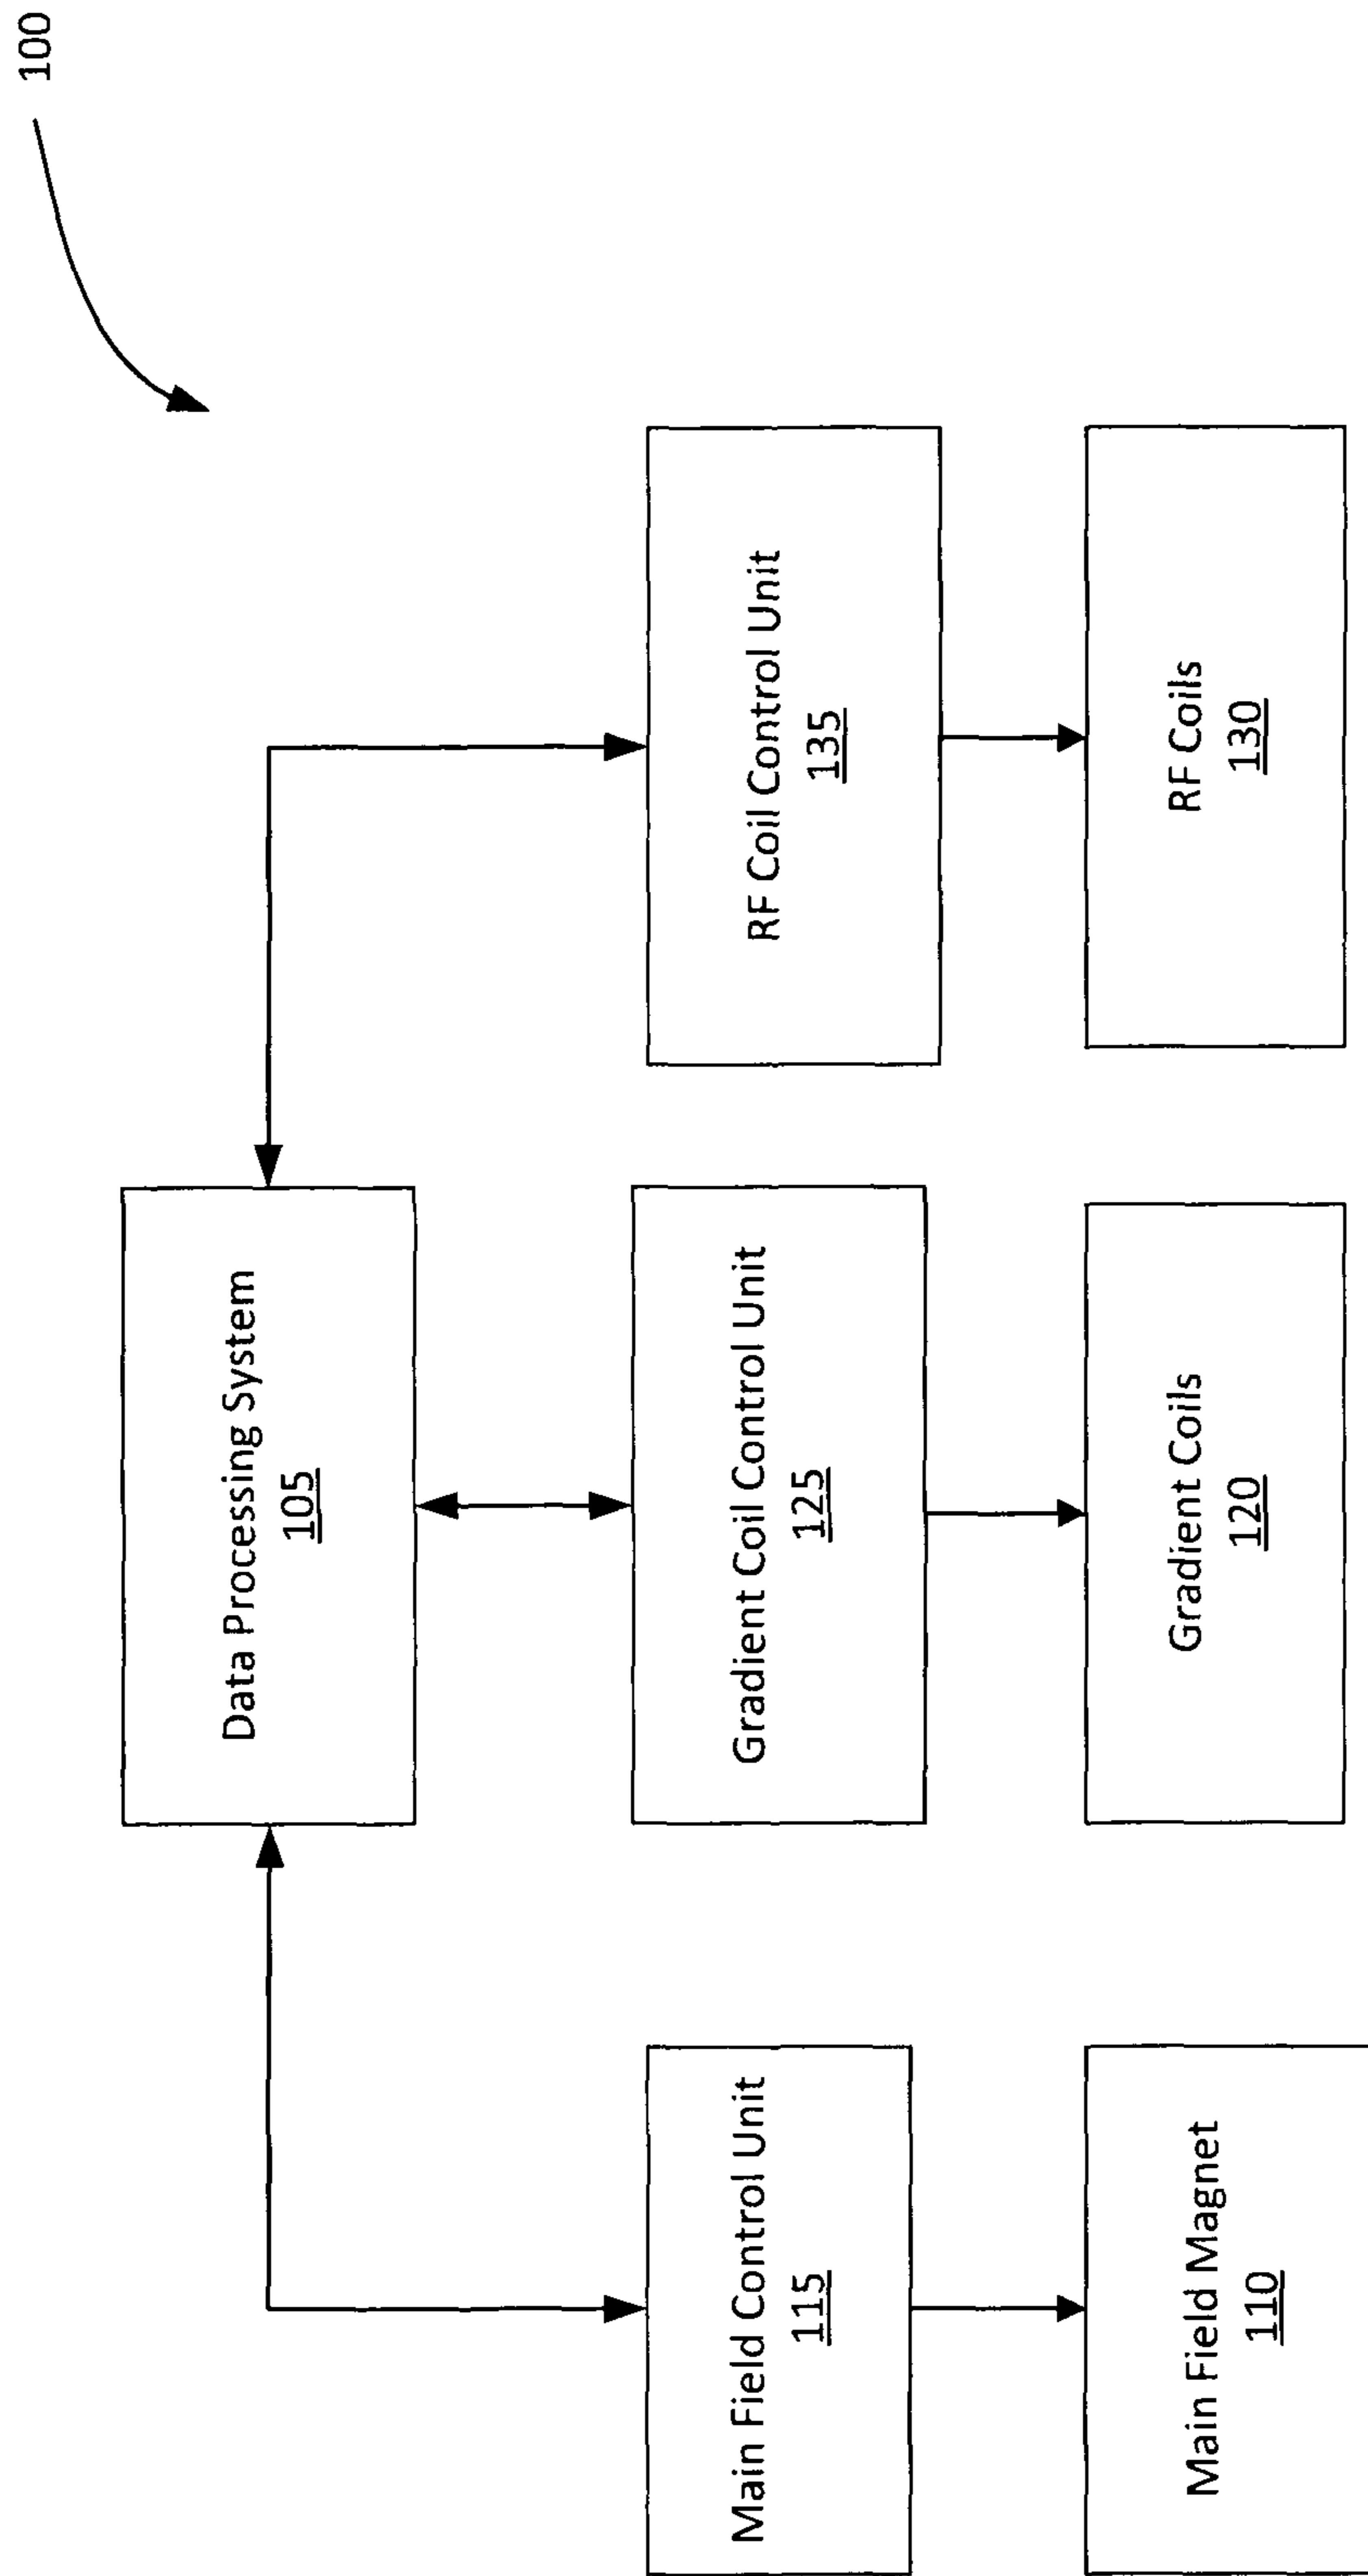 100
Data Processing System
105
Main Field Control Unit
115
Gradient Coil Control Unit
125
RF Coil Control Unit
135
Main Field Magnet
110
Gradient Coils
120
RF Coils
130